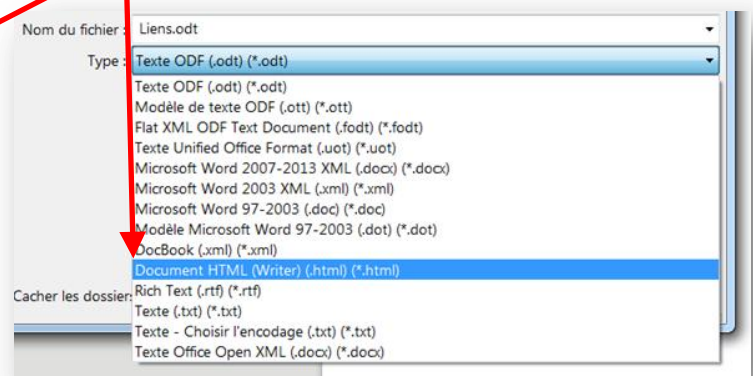 Nom du fichier : Liens.odt
Type : Texte ODF (.odt) (*.odt)
Texte ODF (.odt) (*.odt)
Modèle de texte ODF (.ott) (*.ott)
Flat XML ODF Text Document (.fodt) (*.fodt)
Texte Unified Office Format (.uot) (*.uot)
Microsoft Word 2007-2013 XML (.docx) (*.docx)
Microsoft Word 2003 XML (.xml) (*.xml)
Microsoft Word 97-2003 (.doc) (*.doc)
Modèle Microsoft Word 97-2003 (.dot) (*.dot)
DocBook (.xml) (*.xml)
Document HTML (Writer) (.html) (*.html)
Cacher les dossiers Rich Text (.rtf) (*.rtf)
Texte (.txt) (*.txt)
Texte - Choisir l'encodage (.txt) (*.txt)
Texte Office Open XML (.docx) (*.docx)